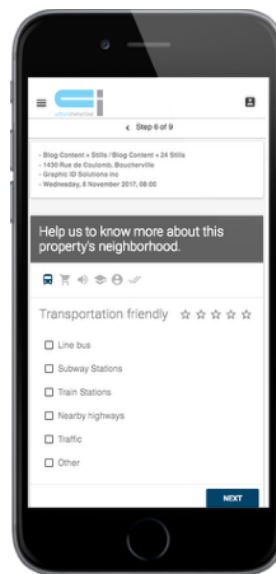 Step 6 of 9
- Blog Content + Stills / Blog Content + 24 Stills
- 1430 Rue de Coulomb, Boucherville
- Graphic ID Solutions Inc
- Wednesday, 8 November 2017, 08:00
Help us to know more about this
property's neighborhood.
Transportation friendly
Line bus
Subway Stations
Train Stations
Nearby highways
Traffic
Other
NEXT